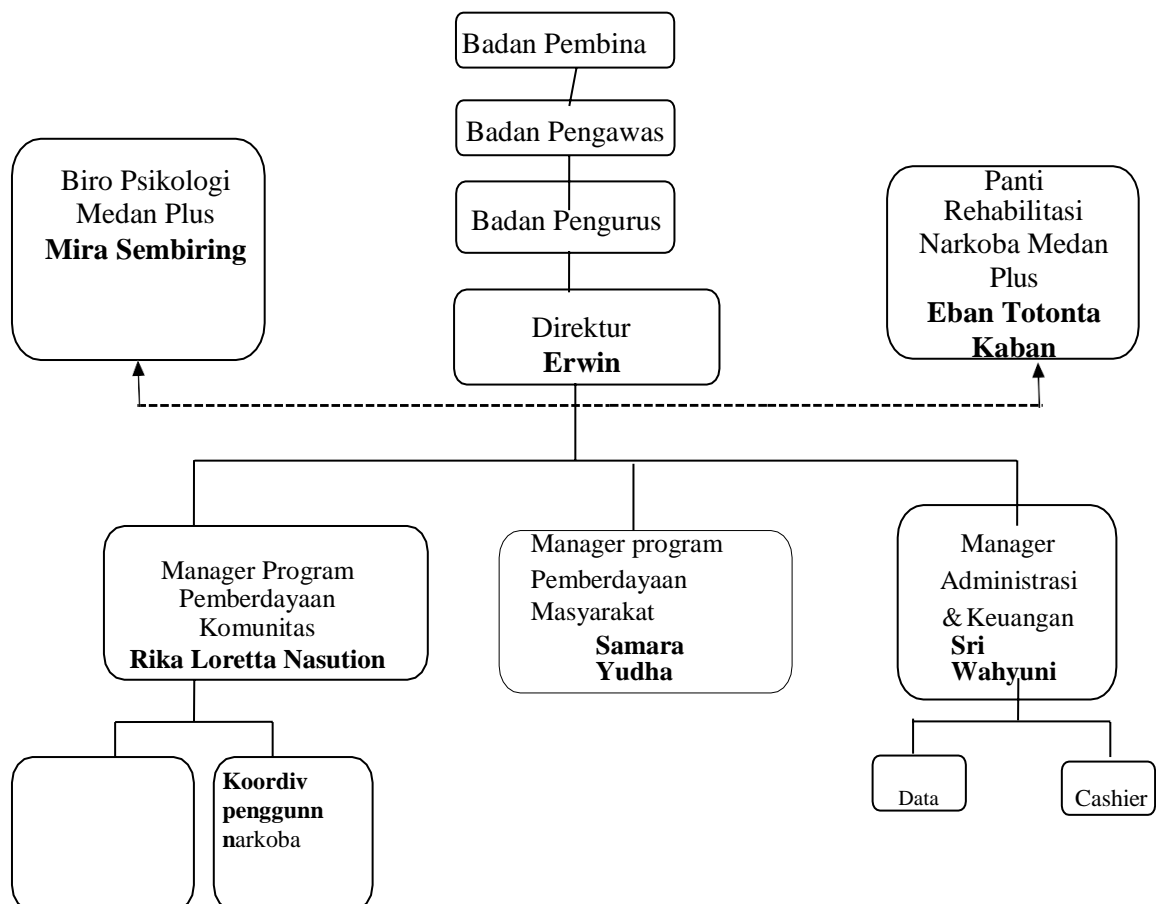 Badan Pembina
Badan Pengawas
Badan Pengurus
Biro Psikologi
Medan Plus
Mira Sembiring
Panti
Rehabilitasi
Narkoba Medan
Plus
Eban Totonta
Kaban
Direktur
Erwin
Manager Program
Pemberdayaan
Komunitas
Rika Loretta Nasution
Manager program
Pemberdayaan
Masyarakat
Samara
Yudha
Manager
Administrasi
& Keuangan
Sri
Wahyuni
Koordiv
penggunn
narkoba
Data
Cashier